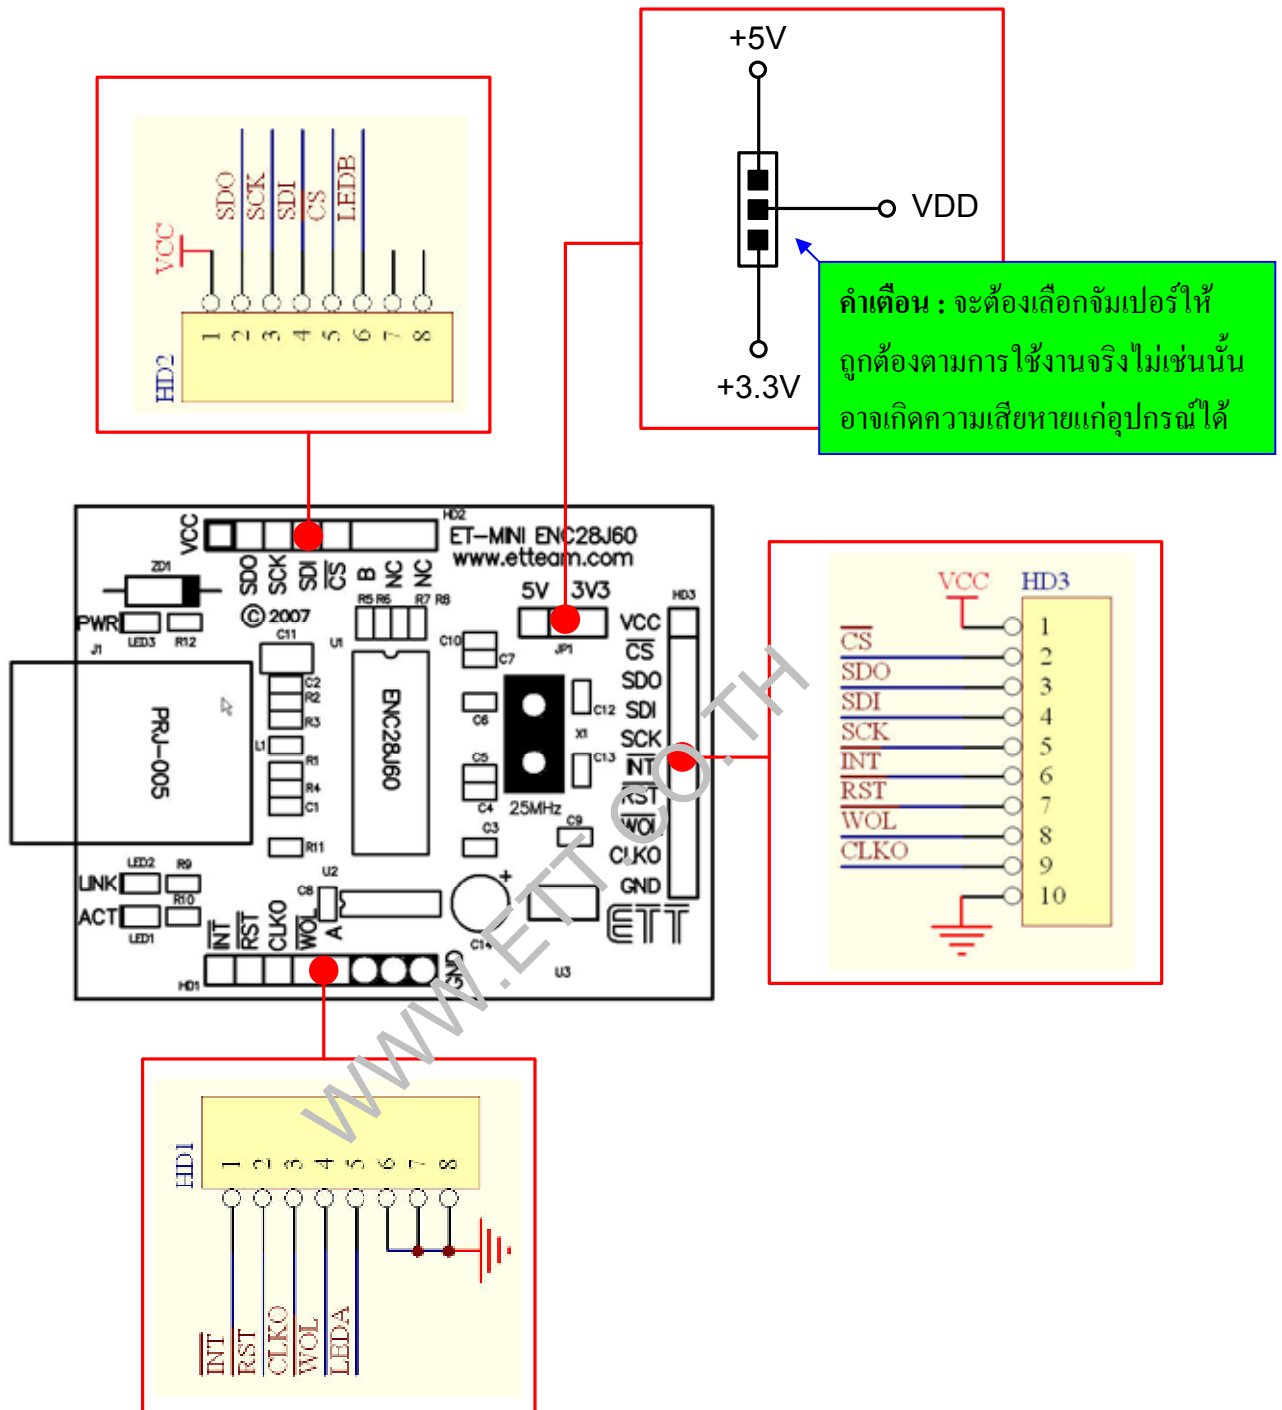 +5V
VDD
+3.3V
คำเตือน : จะต้องเลือกจัมเปอร์ให้
ถูกต้องตามการใช้งานจริงไม่เช่นนั้น
อาจเกิดความเสียหายแก่อุปกรณ์ได้
VCC
SDO
SCK
SDI
CS
LEDB
1
2
3
4
5
6
7
8
HD2
VCC
HD2
SDO
SCK
SDI
CS
B
NC
NC
ET-MINI ENC28J60
www.etteam.com
ZD1
© 2007
PWR
LED3
R12
J1
C11
U1
R5 R6
R7 R8
C10
C7
5V 3V3
JP1
HD3
PRJ-005
C2
R2
R3
L1
R1
R4
C1
R11
ENC28J60
C6
C5
C4
C3
25MHz
C12
X1
C13
C9
VCC
CS
SDO
SDI
SCK
INT
RST
WOL
CLKO
GND
ETT
LINK
LED2
R9
ACT
LED1
R10
U2
C8
C14
+
U3
INT
RST
CLKO
WOL
A
HD1
GND
VCC
HD3
CS
SDO
SDI
SCK
INT
RST
WOL
CLKO
1
2
3
4
5
6
7
8
9
10
HD1
1
2
3
4
5
6
7
8
INT
RST
CLKO
WOL
LEDA
WWW.ETT.CO.TH